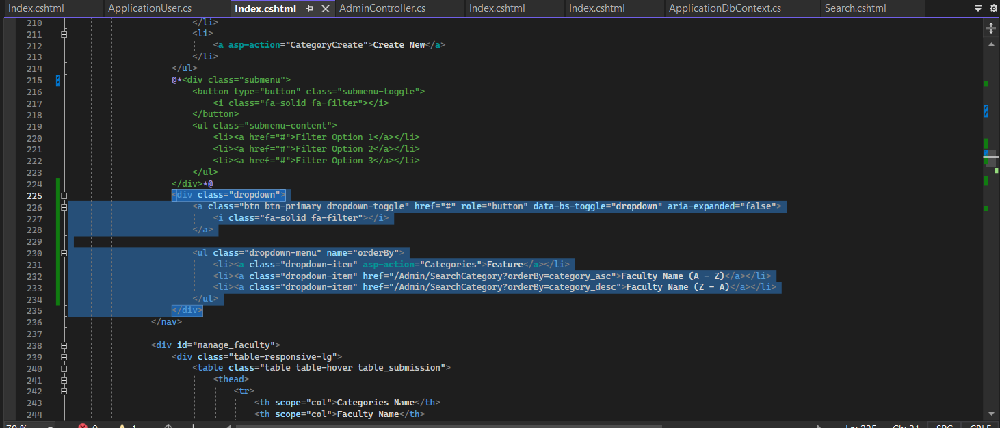 Index.cshtml ApplicationUser.cs Index.cshtml AdminController.cs Index.cshtml Index.cshtml ApplicationDbContext.cs Search.cshtml
210 </li>
211 <li>
212 <a asp-action="CategoryCreate">Create New</a>
213 </li>
214 </ul>
215 @*<div class="submenu">
216 <button type="button" class="submenu-toggle">
217 <i class="fa-solid fa-filter"></i>
218 </button>
219 <ul class="submenu-content">
220 <li><a href="#">Filter Option 1</a></li>
221 <li><a href="#">Filter Option 2</a></li>
222 <li><a href="#">Filter Option 3</a></li>
223 </ul>
224 </div>*@
225 <div class="dropdown">
226 <a class="btn btn-primary dropdown-toggle" href="#" role="button" data-bs-toggle="dropdown" aria-expanded="false">
227 <i class="fa-solid fa-filter"></i>
228 </a>
229
230 <ul class="dropdown-menu" name="orderBy">
231 <li><a class="dropdown-item" asp-action="Categories">Feature</a></li>
232 <li><a class="dropdown-item" href="/Admin/SearchCategory?orderBy=category_asc">Faculty Name (A - Z)</a></li>
233 <li><a class="dropdown-item" href="/Admin/SearchCategory?orderBy=category_desc">Faculty Name (Z - A)</a></li>
234 </ul>
235 </div>
236 </nav>
237
238 <div id="manage_faculty">
239 <div class="table-responsive-lg">
240 <table class="table table-hover table_submission">
241 <thead>
242 <tr>
243 <th scope="col">Categories Name</th>
244 <th scope="col">Faculty Name</th>